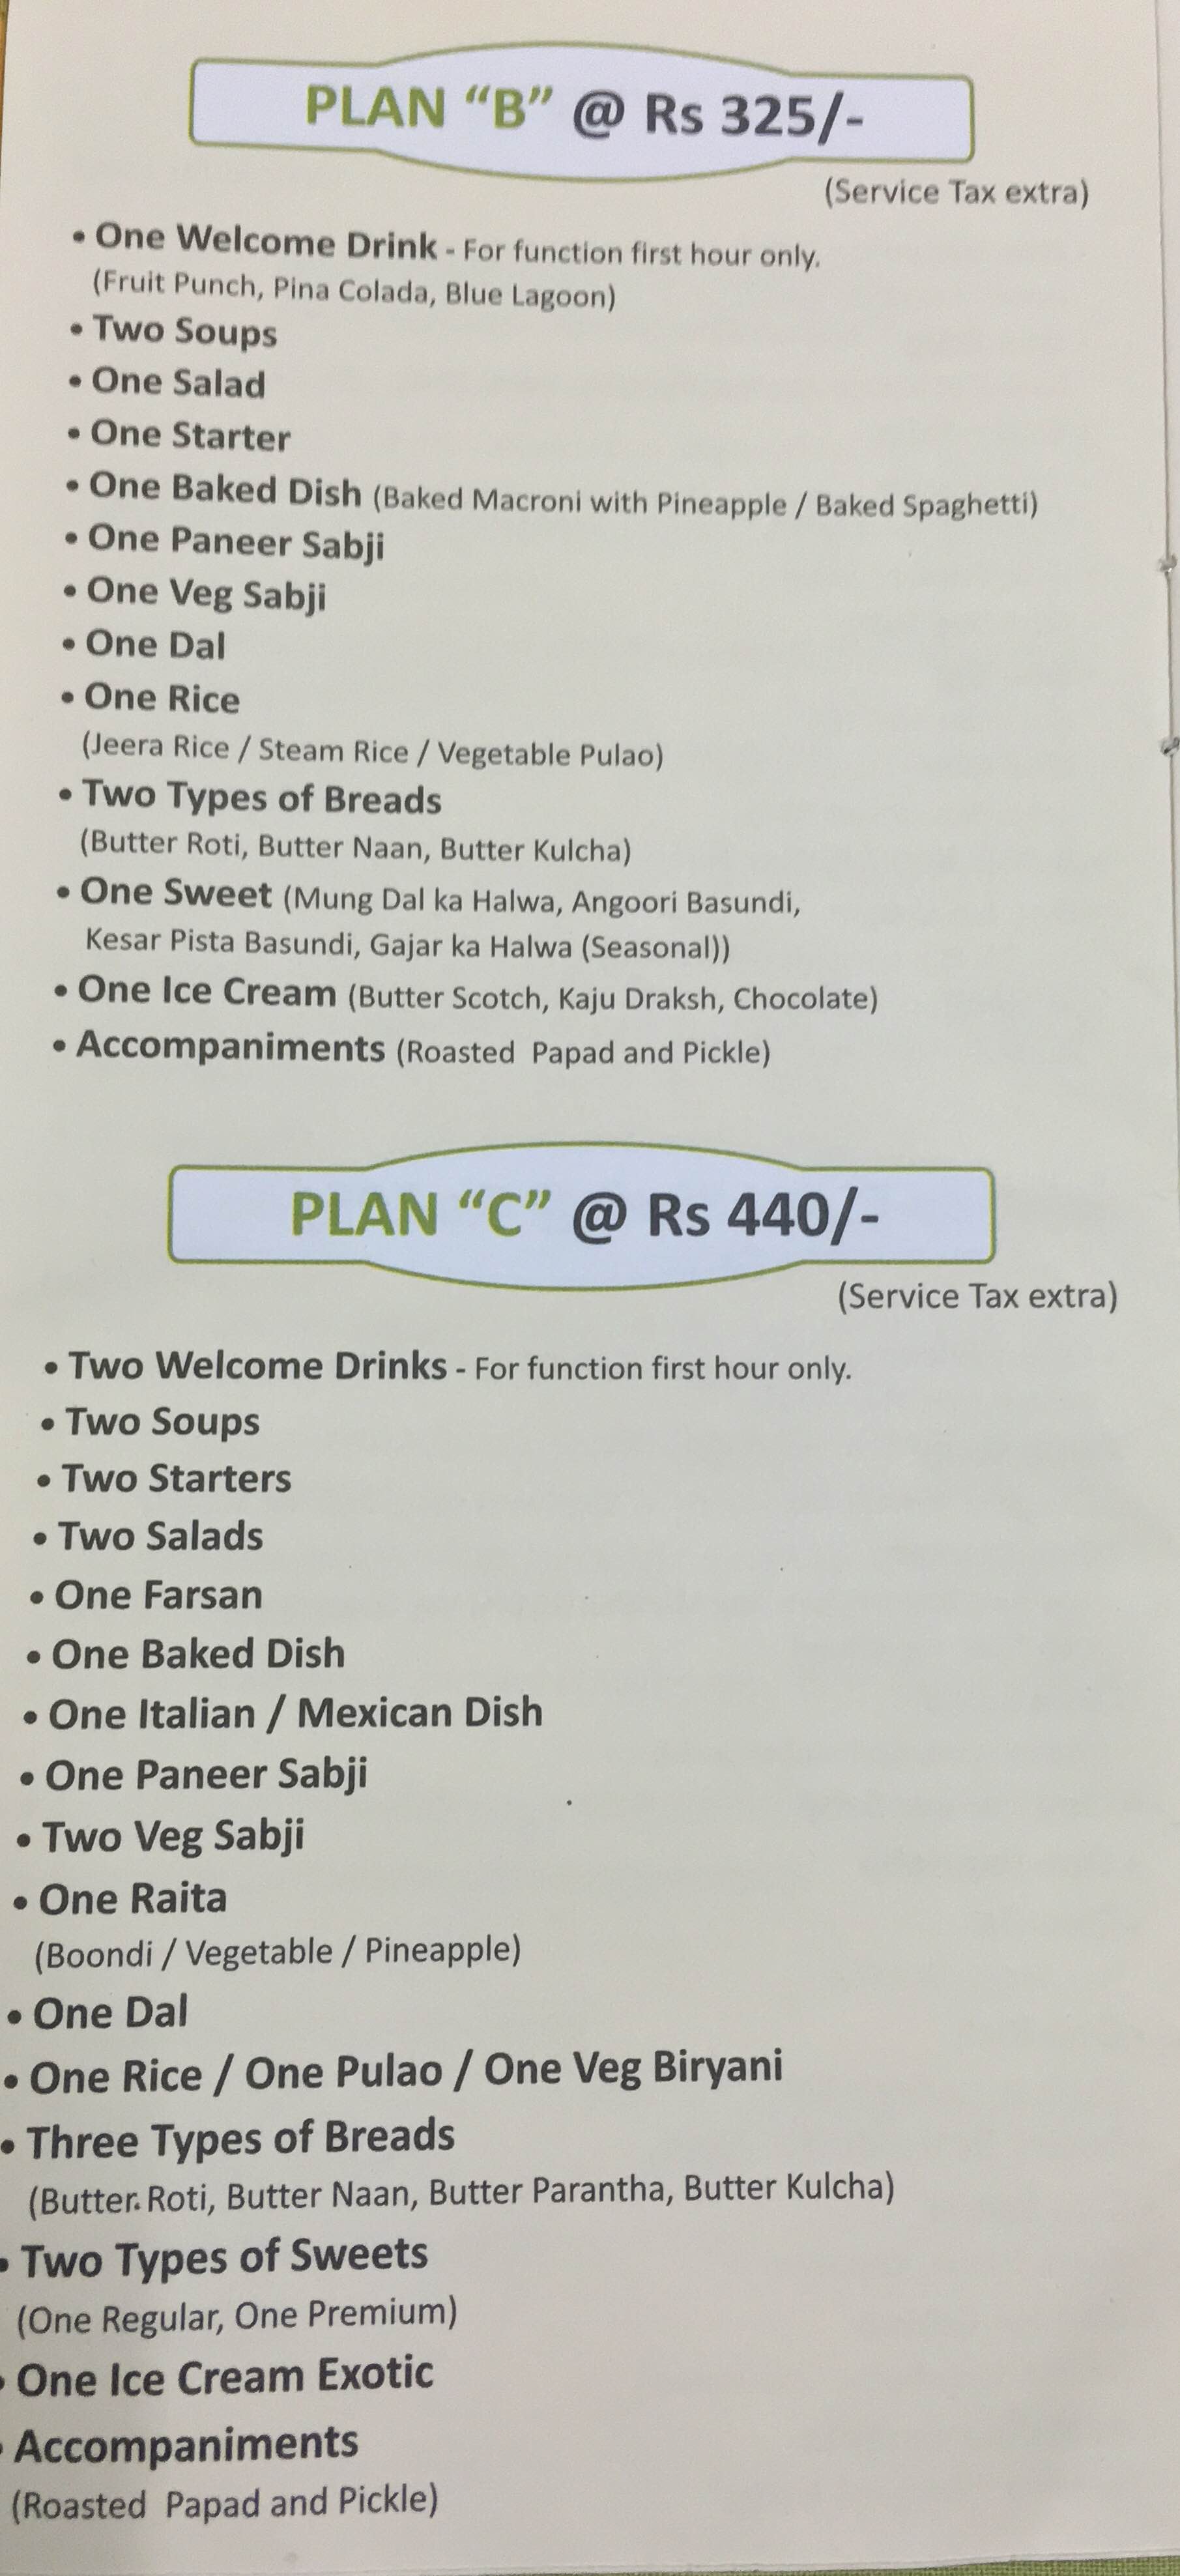 PLAN “B” @ Rs 325/-
(Service Tax extra)
• One Welcome Drink - For function first hour only.
(Fruit Punch, Pina Colada, Blue Lagoon)
• Two Soups
• One Salad
• One Starter
• One Baked Dish (Baked Macroni with Pineapple / Baked Spaghetti)
• One Paneer Sabji
• One Veg Sabji
• One Dal
• One Rice
(Jeera Rice / Steam Rice / Vegetable Pulao)
• Two Types of Breads
(Butter Roti, Butter Naan, Butter Kulcha)
• One Sweet (Mung Dal ka Halwa, Angoori Basundi,
Kesar Pista Basundi, Gajar ka Halwa (Seasonal))
• One Ice Cream (Butter Scotch, Kaju Draksh, Chocolate)
• Accompaniments (Roasted Papad and Pickle)
PLAN “C” @ Rs 440/-
(Service Tax extra)
• Two Welcome Drinks - For function first hour only.
• Two Soups
• Two Starters
• Two Salads
• One Farsan
• One Baked Dish
• One Italian / Mexican Dish
• One Paneer Sabji
• Two Veg Sabji
• One Raita
(Boondi / Vegetable / Pineapple)
• One Dal
• One Rice / One Pulao / One Veg Biryani
• Three Types of Breads
(Butter Roti, Butter Naan, Butter Parantha, Butter Kulcha)
• Two Types of Sweets
(One Regular, One Premium)
• One Ice Cream Exotic
• Accompaniments
(Roasted Papad and Pickle)